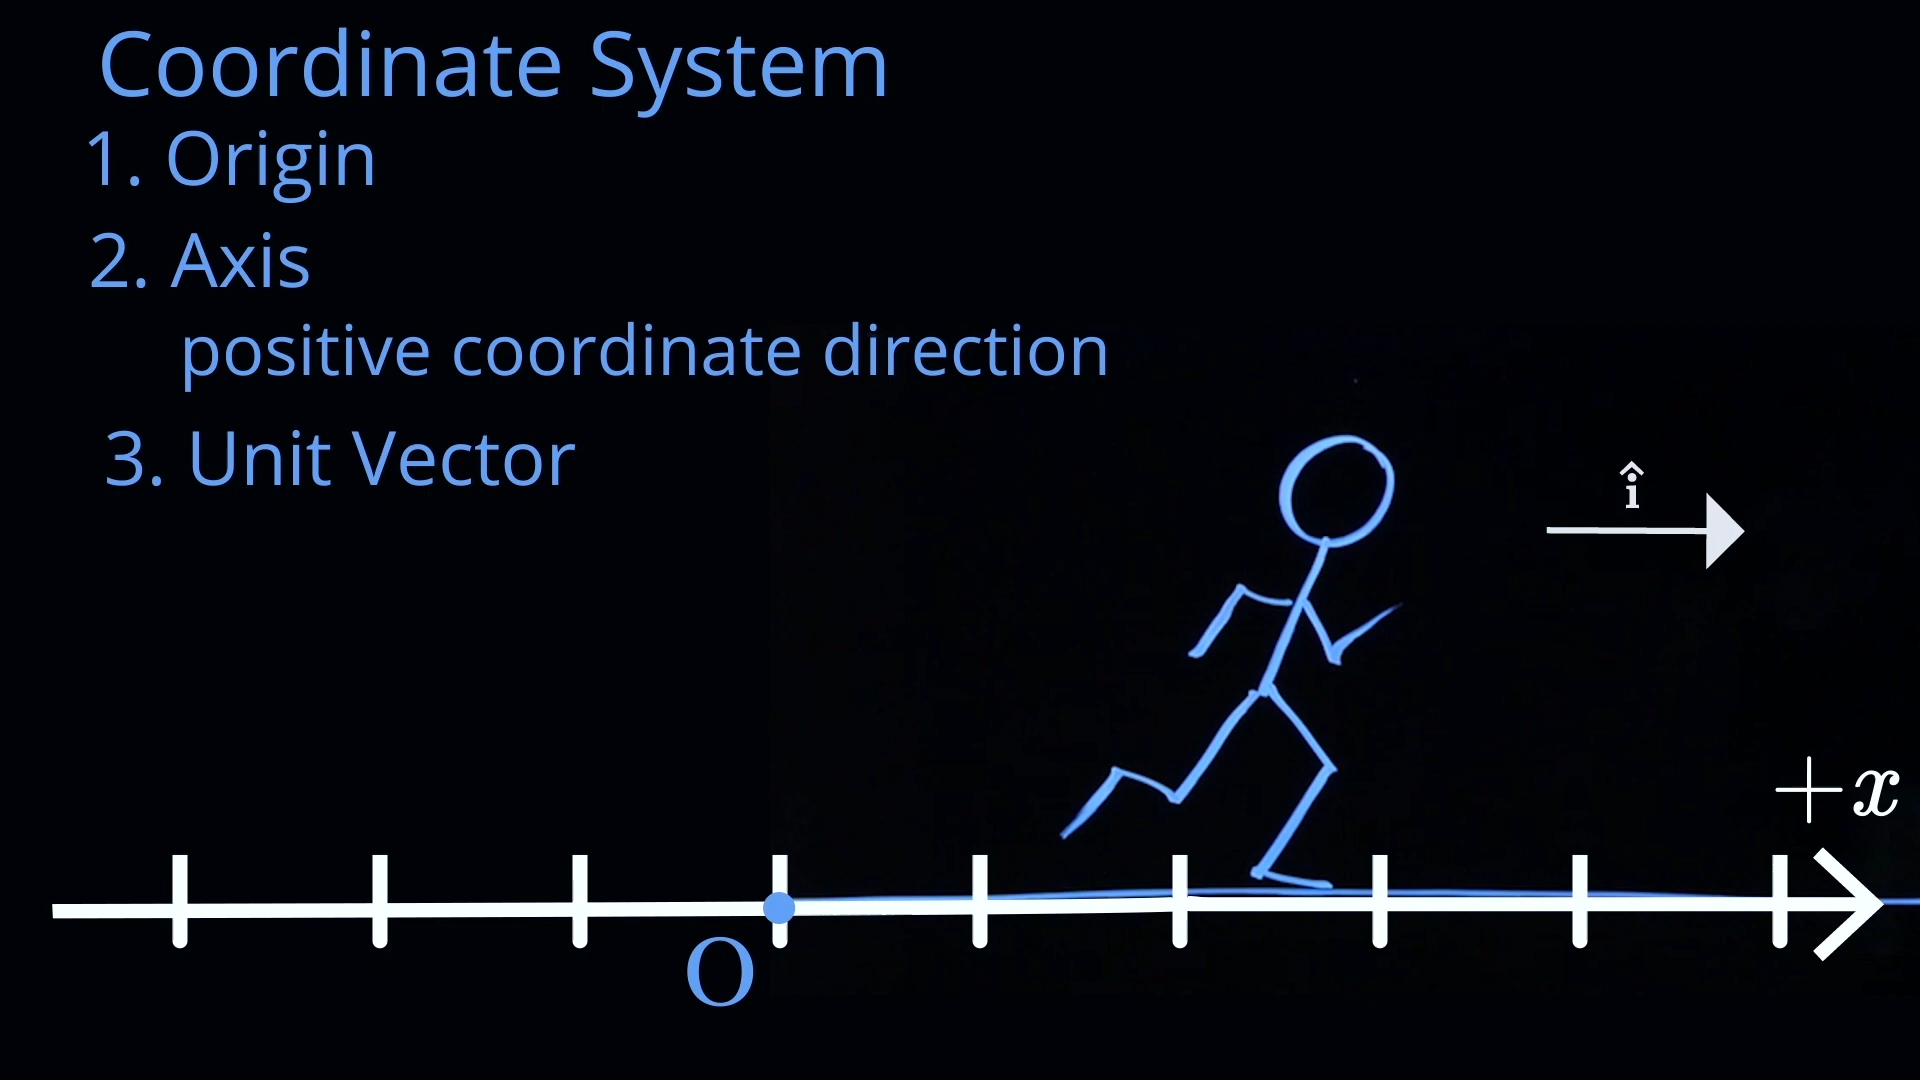 Coordinate System
1. Origin
2. Axis
positive coordinate direction
3. Unit Vector
î
+x
O